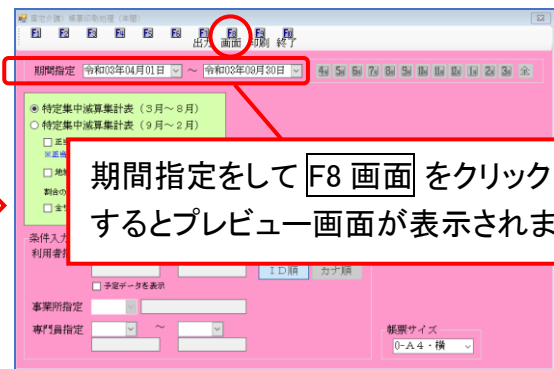 居宅介護）帳票印刷処理（年間）
F1 F2 F3 F4 F5 F6 F7 F8 F9 F10
出力 画面 印刷 終了
期間指定 令和03年04月01日 ～ 令和03年09月30日 4月 5月 6月 7月 8月 9月 10月 11月 12月 1月 2月 3月 全
特定集中減算集計表（３月～８月）
特定集中減算集計表（９月～２月）
期間指定をして F8 画面 をクリック
するとプレビュー画面が表示されま
割合の
条件入力
利用者指
ＩＤ順 カナ順
予定データを表示
事業所指定
専門員指定 ～
帳票サイズ
0-Ａ４・横